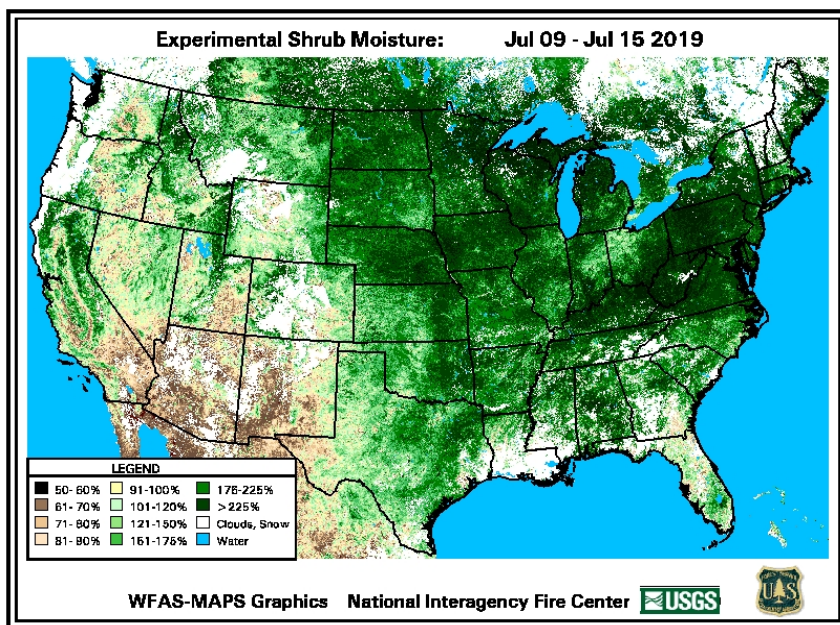 Experimental Shrub Moisture: Jul 09 - Jul 15 2019
LEGEND
50- 60% 91-100% 176-225%
61- 70% 101-120% >225%
71- 80% 121-150% Clouds, Snow
81- 90% 151-175% Water
WFAS-MAPS Graphics National Interagency Fire Center USGS
US